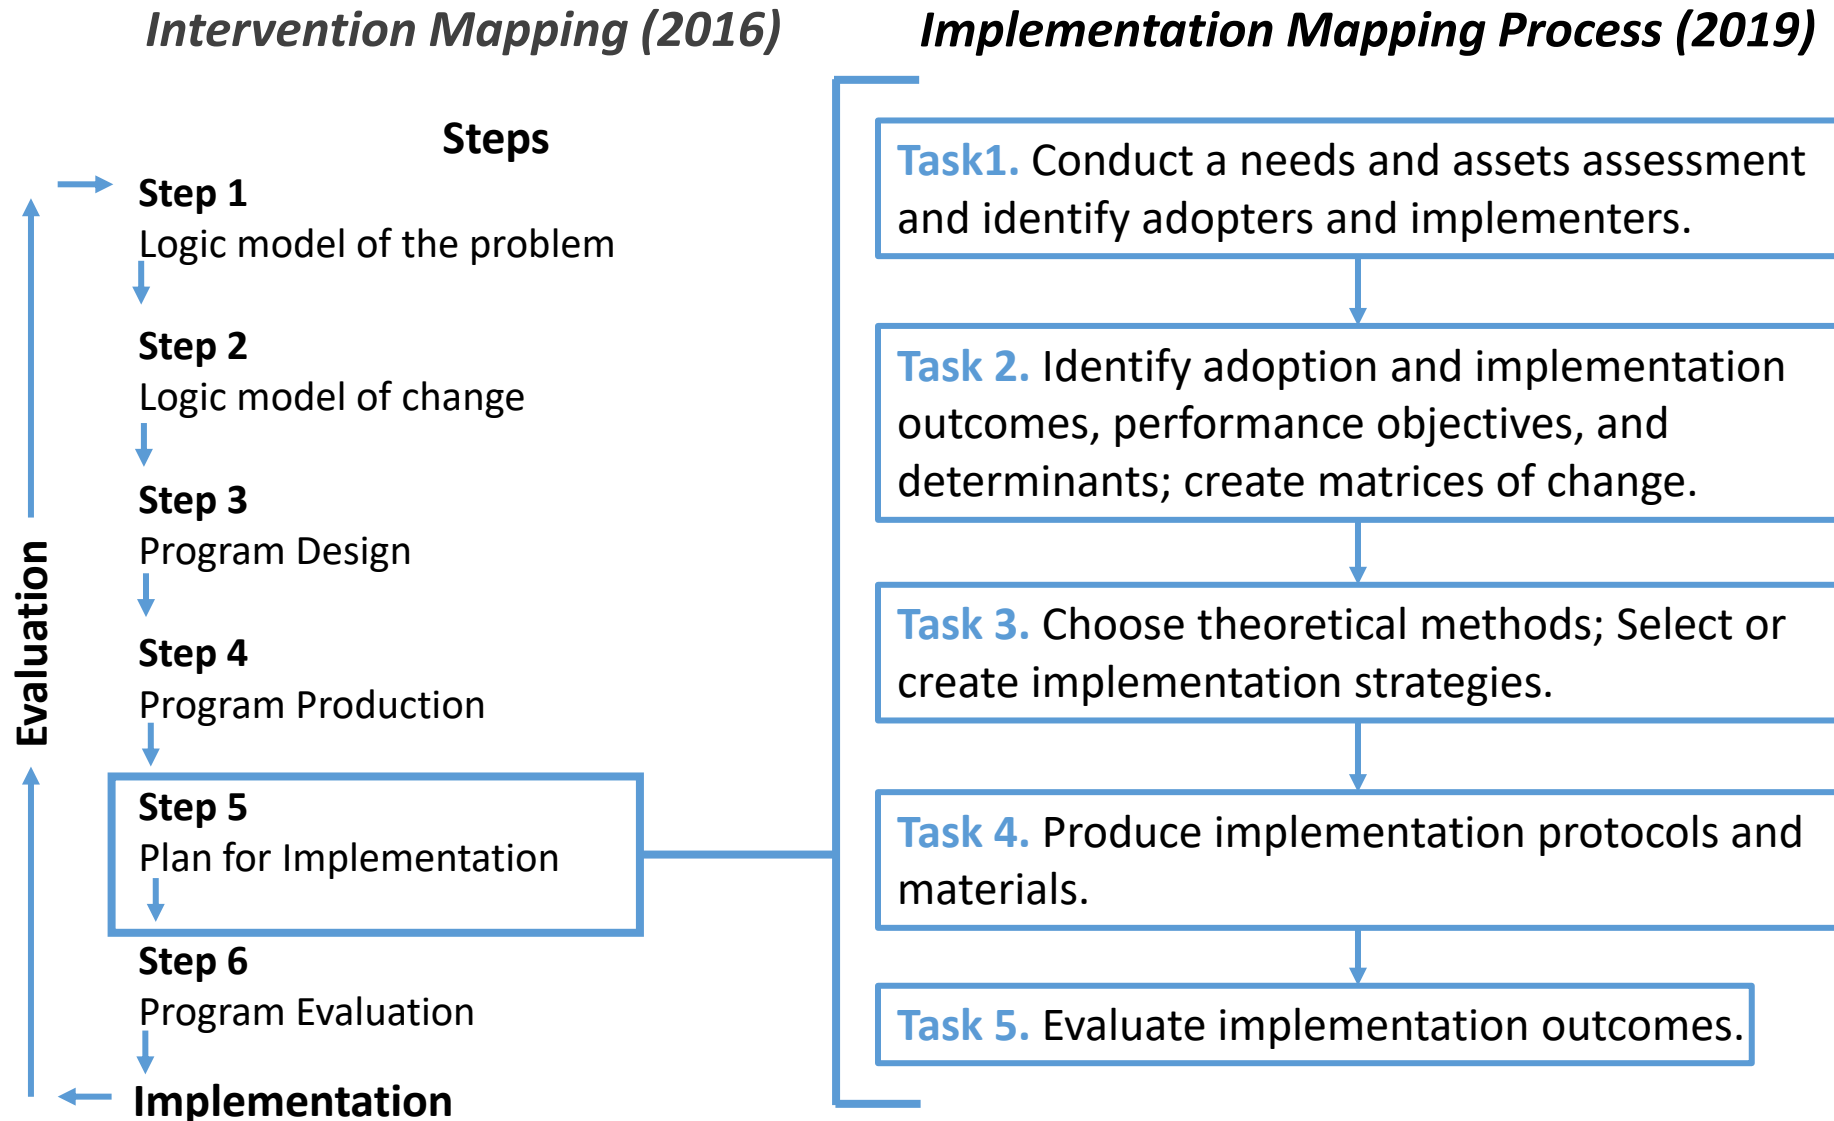 Intervention Mapping (2016)
Steps
Step 1
Logic model of the problem
Step 2
Logic model of change
Step 3
Program Design
Step 4
Program Production
Step 5
Plan for Implementation
Step 6
Program Evaluation
Implementation
Evaluation
Implementation Mapping Process (2019)
Task1. Conduct a needs and assets assessment
and identify adopters and implementers.
Task 2. Identify adoption and implementation
outcomes, performance objectives, and
determinants; create matrices of change.
Task 3. Choose theoretical methods; Select or
create implementation strategies.
Task 4. Produce implementation protocols and
materials.
Task 5. Evaluate implementation outcomes.